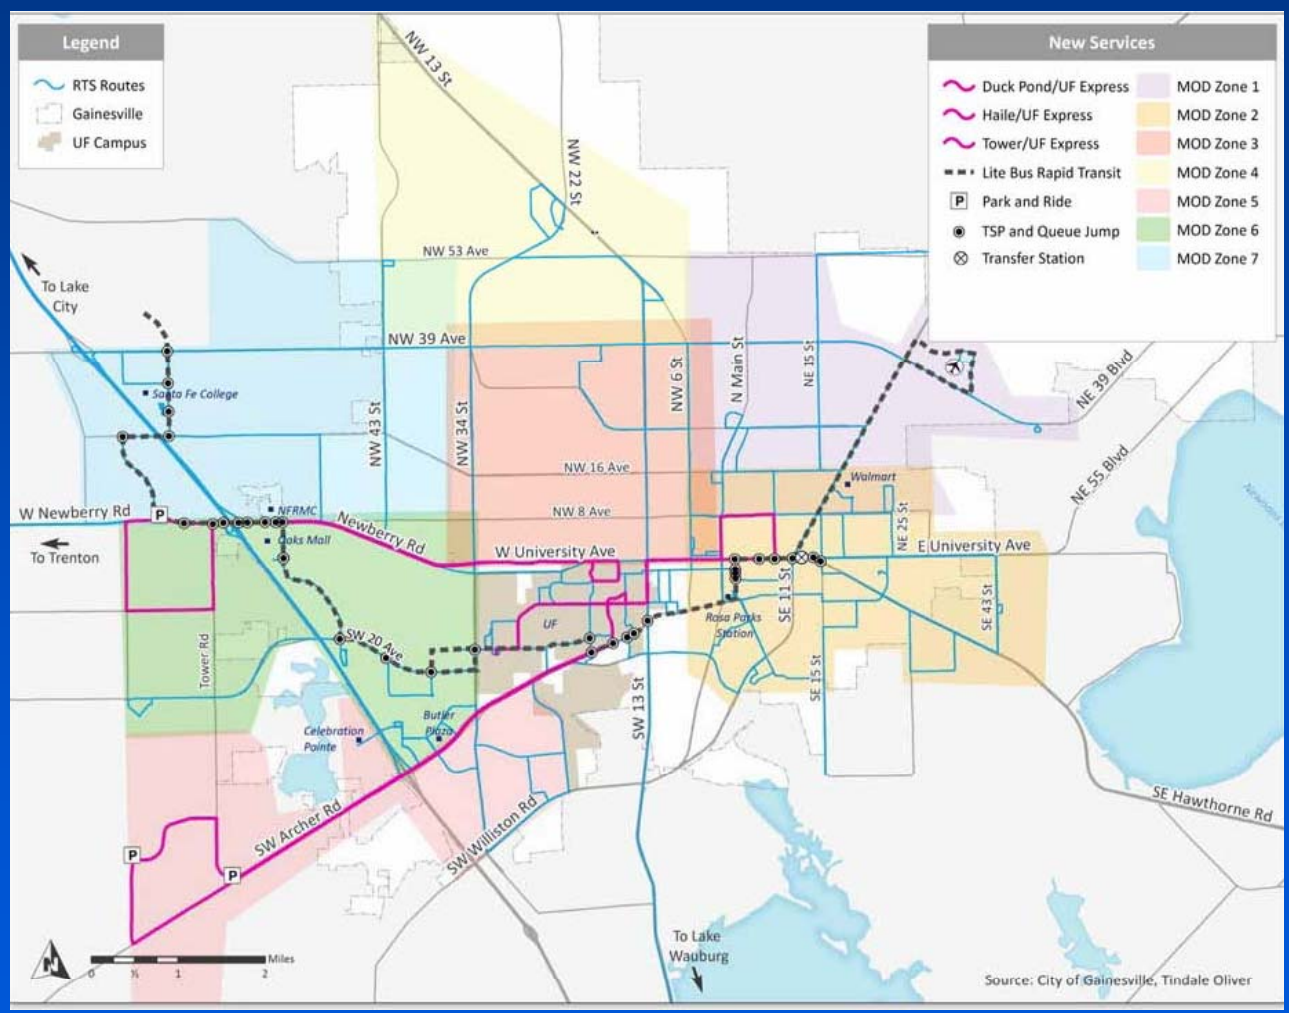 Legend
RTS Routes
Gainesville
UF Campus
New Services
Duck Pond/UF Express
Haile/UF Express
Tower/UF Express
Lite Bus Rapid Transit
P
Park and Ride
TSP and Queue Jump
Transfer Station
MOD Zone 1
MOD Zone 2
MOD Zone 3
MOD Zone 4
MOD Zone 5
MOD Zone 6
MOD Zone 7
NW 13 St
NW 22 St
NW 53 Ave
To Lake
City
NW 39 Ave
NW 43 St
NW 34 St
NW 6 St
N Main St
NE 15 St
NE 39 Blvd
NE 55 Blvd
Santa Fe College
NW 16 Ave
Walmart
W Newberry Rd
P
NFRMC
Oaks Mall
Newberry Rd
NW 8 Ave
NE 25 St
To Trenton
W University Ave
E University Ave
SE 11 St
SE 43 St
UF
Rosa Parks
Station
SW 20 Ave
Tower Rd
SE 15 St
SW 13 St
Butler
Plaza
Celebration
Pointe
SW Archer Rd
SW Williston Rd
SE Hawthorne Rd
P
P
To Lake
Wauburg
N
0
½
1
2
Miles
Source: City of Gainesville, Tindale Oliver